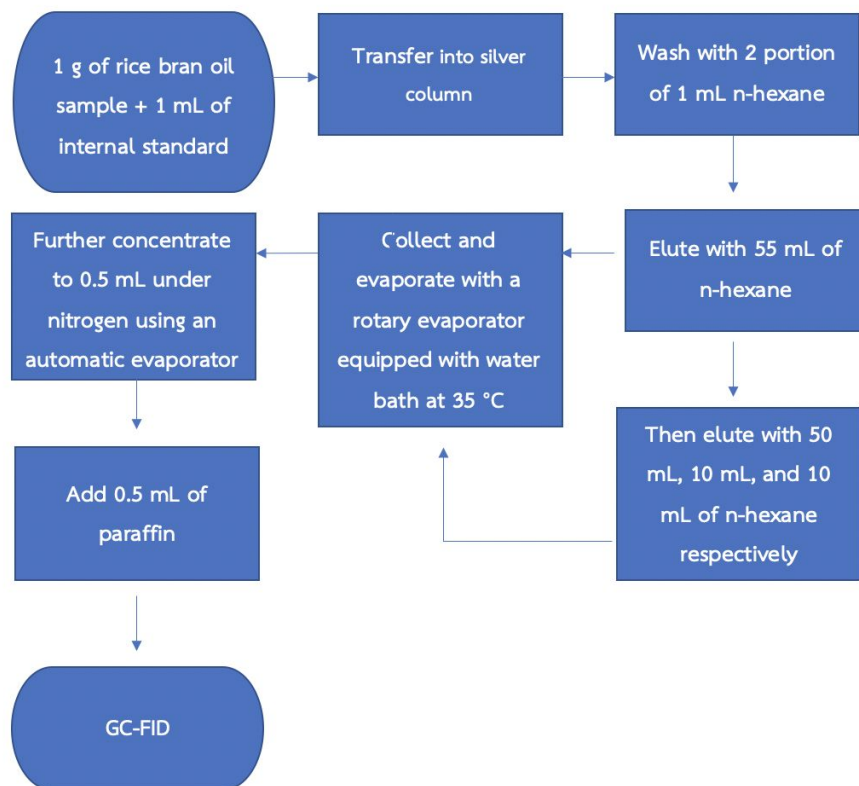 1 g of rice bran oil
sample + 1 mL of
internal standard
Transfer into silver
column
Wash with 2 portion
of 1 mL n-hexane
Elute with 55 mL of
n-hexane
Collect and
evaporate with a
rotary evaporator
equipped with water
bath at 35 °C
Further concentrate
to 0.5 mL under
nitrogen using an
automatic evaporator
Then elute with 50
mL, 10 mL, and 10
mL of n-hexane
respectively
Add 0.5 mL of
paraffin
GC-FID